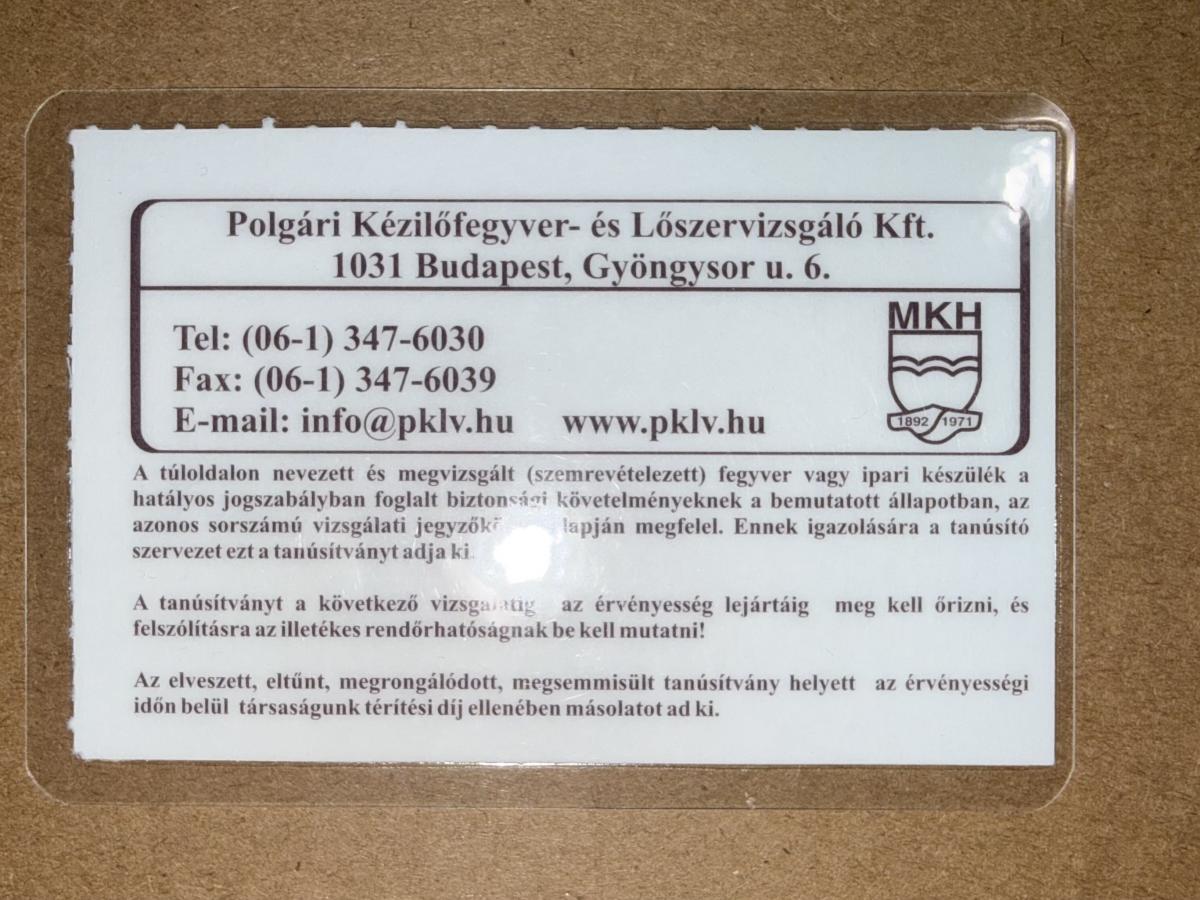 Polgári Kézilőfegyver- és Lőszervizsgáló Kft.
1031 Budapest, Gyöngysor u. 6.
Tel: (06-1) 347-6030
Fax: (06-1) 347-6039
E-mail: info@pklv.hu www.pklv.hu
MKH
1892 1971
A túloldalon nevezett és megvizsgált (szemrevételezett) fegyver vagy ipari készülék a
hatályos jogszabályban foglalt biztonsági követelményeknek a bemutatott állapotban, az
azonos sorszámú vizsgálati megfelel. Ennek igazolására a tanúsító
szervezet ezt a tanúsítványt adja ki.
A tanúsítványt a következő vizsgálatig az érvényesség lejártáig meg kell őrizni, és
felszólításra az illetékes rendőrhatóságnak be kell mutatni!
Az elveszett, eltűnt, megrongálódott, megsemmisült tanúsítvány helyett az érvényességi
időn belül társaságunk térítési díj ellenében másolatot ad ki.